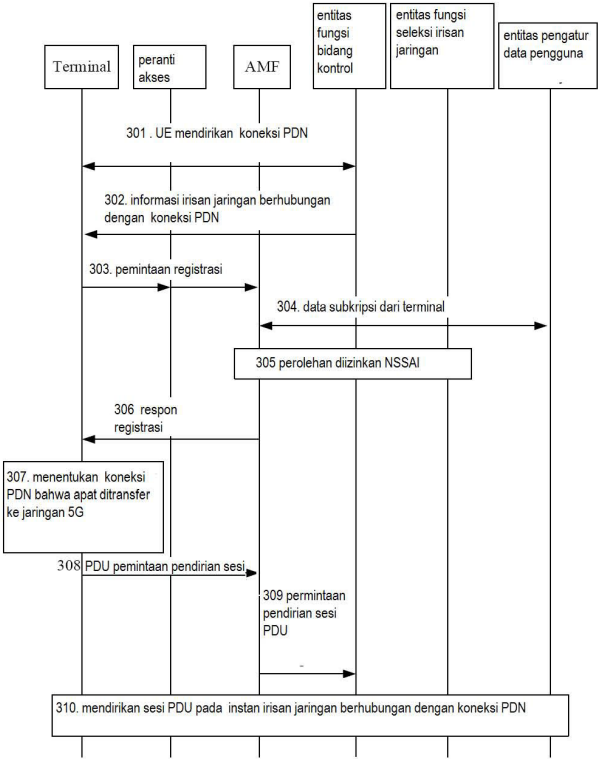 Terminal
peranti
akses
AMF
entitas
fungsi
bidang
kontrol
entitas fungsi
seleksi irisan
jaringan
entitas pengatur
data pengguna
301 . UE mendirikan koneksi PDN
302. informasi irisan jaringan berhubungan
dengan koneksi PDN
303. pemintaan registrasi
304. data subkripsi dari terminal
305 perolehan diizinkan NSSAI
306 respon
registrasi
307. menentukan koneksi
PDN bahwa apat ditransfer
ke jaringan 5G
308 PDU pemintaan pendirian sesi
309 permintaan
pendirian sesi
PDU
310. mendirikan sesi PDU pada instan irisan jaringan berhubungan dengan koneksi PDN